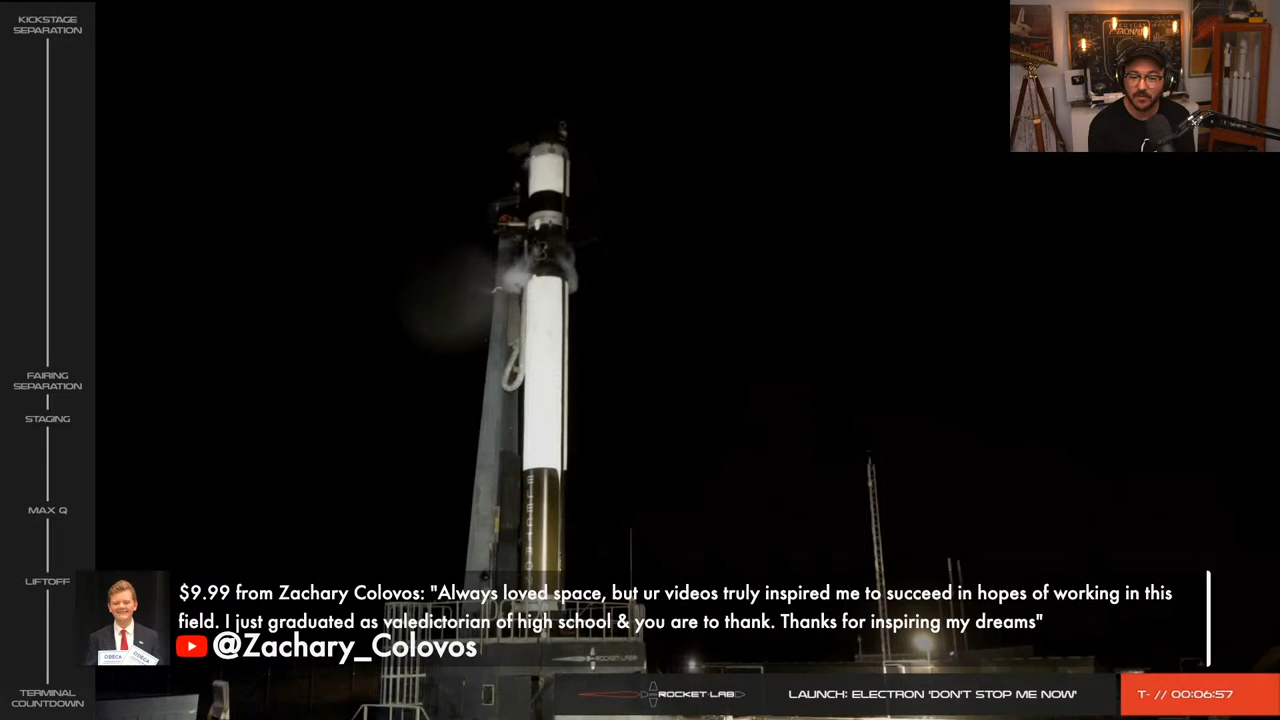 KICKSTAGE
SEPARATION
FAIRING
SEPARATION
STAGING
MAX Q
LIFTOFF
TERMINAL
COUNTDOWN
$9.99 from Zachary Colovos: "Always loved space, but ur videos truly inspired me to succeed in hopes of working in this
field. I just graduated as valedictorian of high school & you are to thank. Thanks for inspiring my dreams"
@Zachary_Colovos
DECA
ROCKET LAB
ROCKET LAB
LAUNCH: ELECTRON 'DON'T STOP ME NOW'
T- // 00:06:57